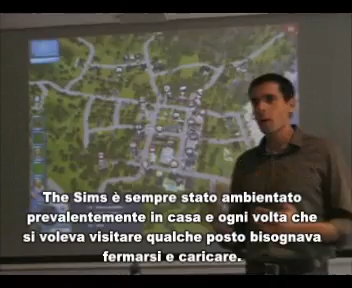 The Sims è sempre stato ambientato
prevalentemente in casa e ogni volta che
si voleva visitare qualche posto bisognava
fermarsi e caricare.